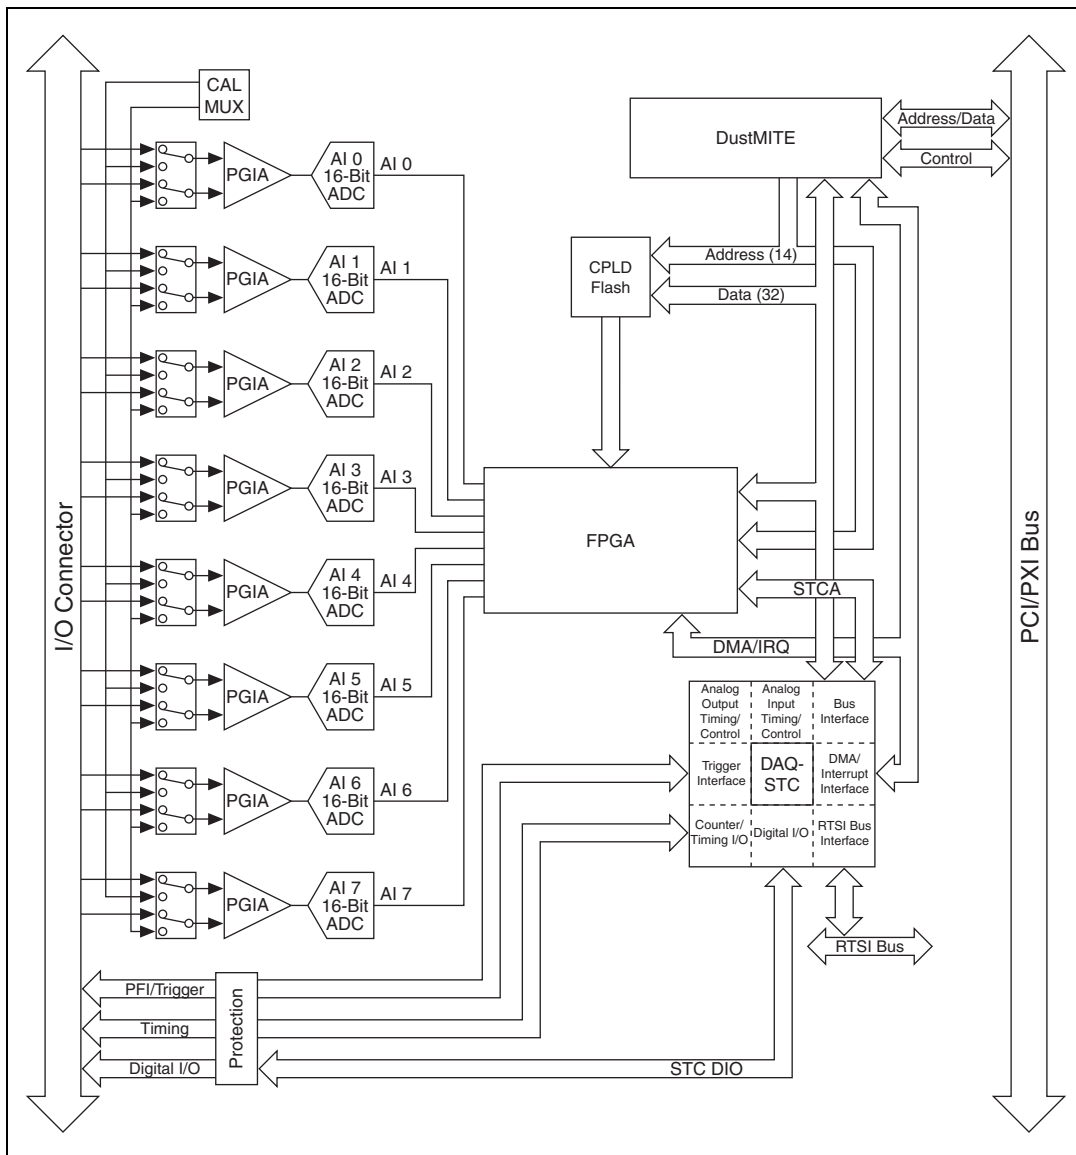 I/O Connector
CAL
MUX
PGIA
AI 0
16-Bit
ADC
AI 0
PGIA
AI 1
16-Bit
ADC
AI 1
PGIA
AI 2
16-Bit
ADC
AI 2
PGIA
AI 3
16-Bit
ADC
AI 3
PGIA
AI 4
16-Bit
ADC
AI 4
PGIA
AI 5
16-Bit
ADC
AI 5
PGIA
AI 6
16-Bit
ADC
AI 6
PGIA
AI 7
16-Bit
ADC
AI 7
PFI/Trigger
Timing
Digital I/O
Protection
STC DIO
DustMITE
Address/Data
Control
CPLD
Flash
Address (14)
Data (32)
FPGA
STCA
DMA/IRQ
Analog
Output
Timing/
Control
Analog
Input
Timing/
Control
Bus
Interface
Trigger
Interface
DAQ-
STC
DMA/
Interrupt
Interface
Counter/
Timing I/O
Digital I/O
RTSI Bus
Interface
RTSI Bus
PCI/PXI Bus